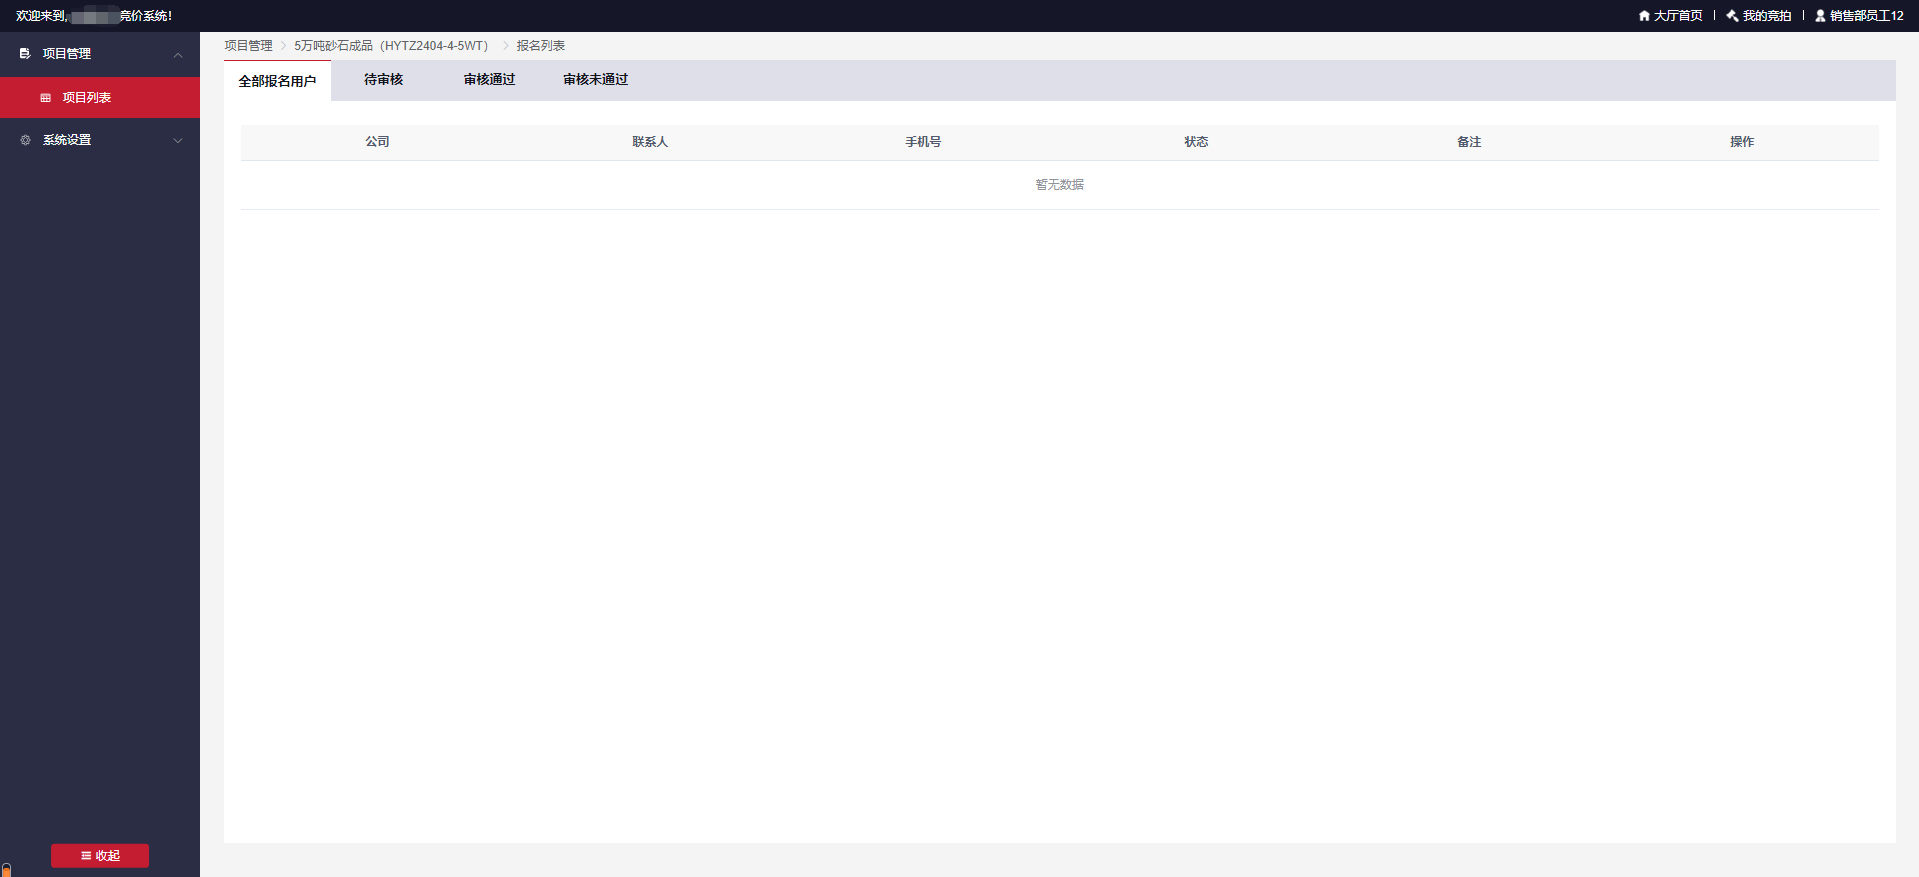 欢迎来到,竞价系统!
大厅首页 | 我的竞拍 | 销售部员工12
项目管理
项目列表
系统设置
收起
项目管理 > 5万吨砂石成品（HYTZ2404-4-5WT） > 报名列表
全部报名用户 待审核 审核通过 审核未通过
公司 联系人 手机号 状态 备注 操作
暂无数据